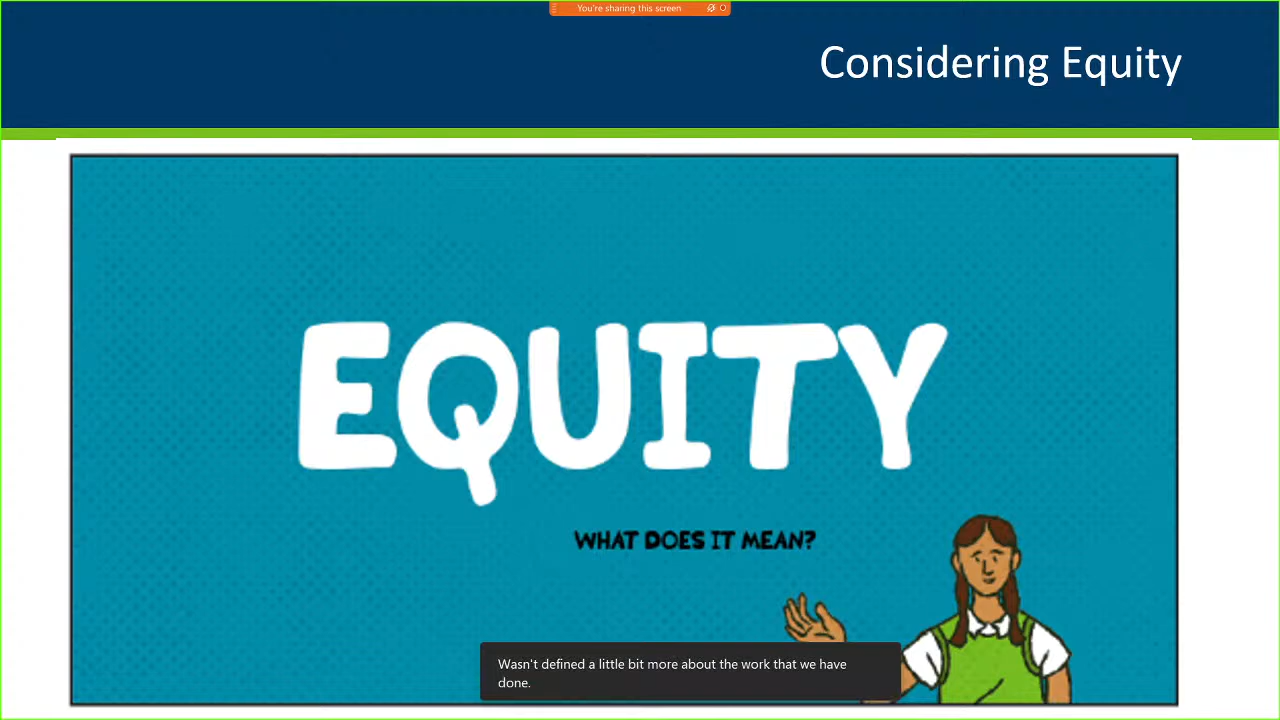 You're sharing this screen
Considering Equity
EQUITY
WHAT DOES IT MEAN?
Wasn't defined a little bit more about the work that we have
done.